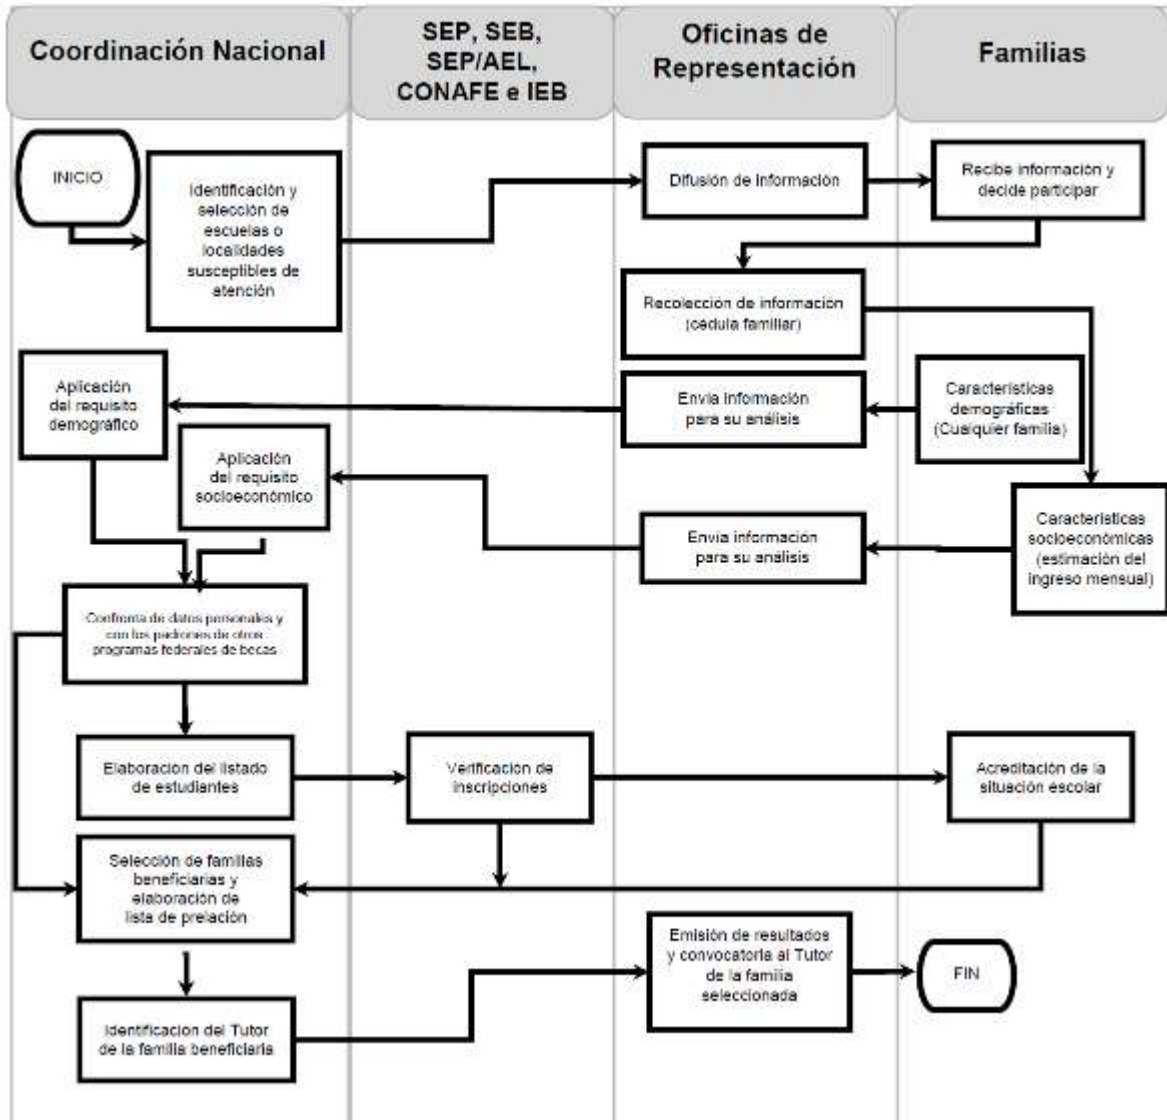 Coordinación Nacional
SEP, SEB,
SEP/AEL,
CONAFE e IEB
Oficinas de
Representación
Familias
INICIO
Identificación y
selección de
escuelas o
localidades
susceptibles de
atención
Difusión de información
Recibe información y
decide participar
Recolección de información
(cédula familiar)
Aplicación
del requisito
demográfico
Envía información
para su análisis
Características
demográficas
(Cualquier familia)
Aplicación
del requisito
socioeconómico
Envía información
para su análisis
Características
socioeconómicas
(estimación del
ingreso mensual)
Confronta de datos personales y
con los padrones de otros
programas federales de becas
Elaboración del listado
de estudiantes
Verificación de
inscripciones
Acreditación de la
situación escolar
Selección de familias
beneficiarias y
elaboración de
lista de prelación
Emisión de resultados
y convocatoria al Tutor
de la familia
seleccionada
FIN
Identificacion del Tutor
de la familia beneficiaria